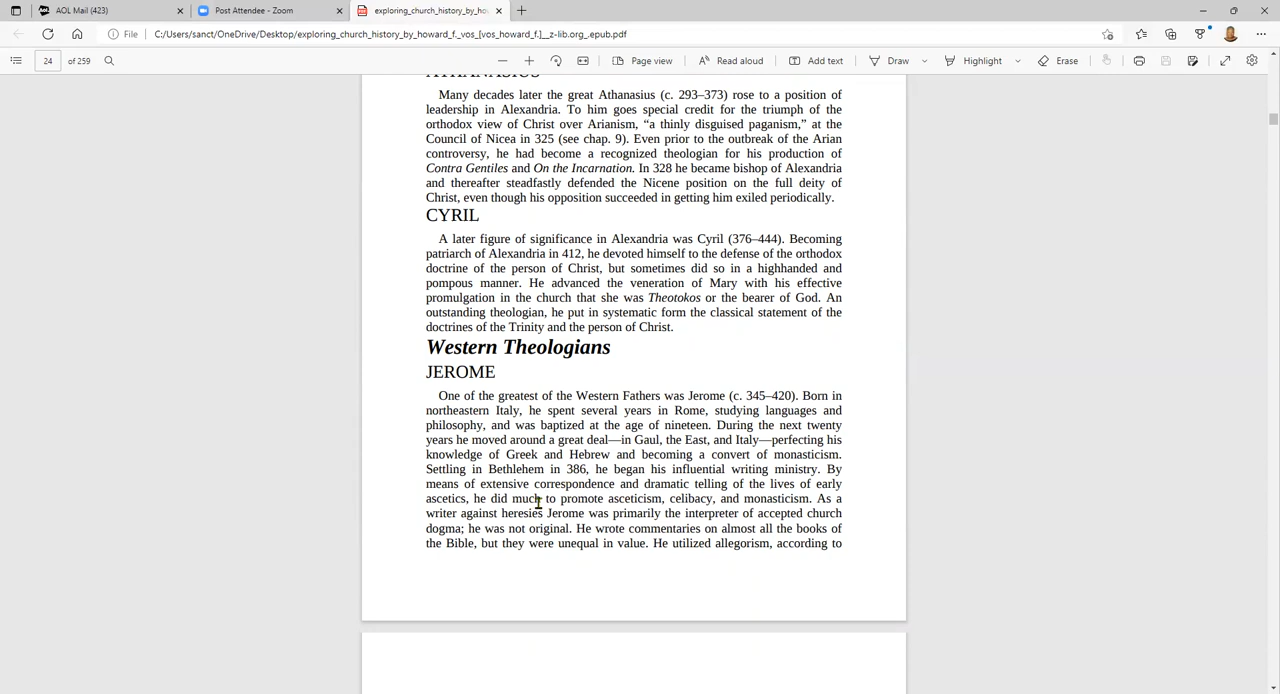 AOL Mail (423)
Post Attendee - Zoom
exploring_church_history_by_ho
File
C:/Users/sanct/OneDrive/Desktop/exploring_church_history_by_howard_f._vos_[vos_howard_f.]__z-lib.org_.epub.pdf
24 of 259
Page view
Read aloud
Add text
Draw
Highlight
Erase
ATHANASIUS
Many decades later the great Athanasius (c. 293–373) rose to a position of
leadership in Alexandria. To him goes special credit for the triumph of the
orthodox view of Christ over Arianism, “a thinly disguised paganism,” at the
Council of Nicea in 325 (see chap. 9). Even prior to the outbreak of the Arian
controversy, he had become a recognized theologian for his production of
Contra Gentiles and On the Incarnation. In 328 he became bishop of Alexandria
and thereafter steadfastly defended the Nicene position on the full deity of
Christ, even though his opposition succeeded in getting him exiled periodically.
CYRIL
A later figure of significance in Alexandria was Cyril (376–444). Becoming
patriarch of Alexandria in 412, he devoted himself to the defense of the orthodox
doctrine of the person of Christ, but sometimes did so in a highhanded and
pompous manner. He advanced the veneration of Mary with his effective
promulgation in the church that she was Theotokos or the bearer of God. An
outstanding theologian, he put in systematic form the classical statement of the
doctrines of the Trinity and the person of Christ.
Western Theologians
JEROME
One of the greatest of the Western Fathers was Jerome (c. 345–420). Born in
northeastern Italy, he spent several years in Rome, studying languages and
philosophy, and was baptized at the age of nineteen. During the next twenty
years he moved around a great deal—in Gaul, the East, and Italy—perfecting his
knowledge of Greek and Hebrew and becoming a convert of monasticism.
Settling in Bethlehem in 386, he began his influential writing ministry. By
means of extensive correspondence and dramatic telling of the lives of early
ascetics, he did much to promote asceticism, celibacy, and monasticism. As a
writer against heresies Jerome was primarily the interpreter of accepted church
dogma; he was not original. He wrote commentaries on almost all the books of
the Bible, but they were unequal in value. He utilized allegorism, according to